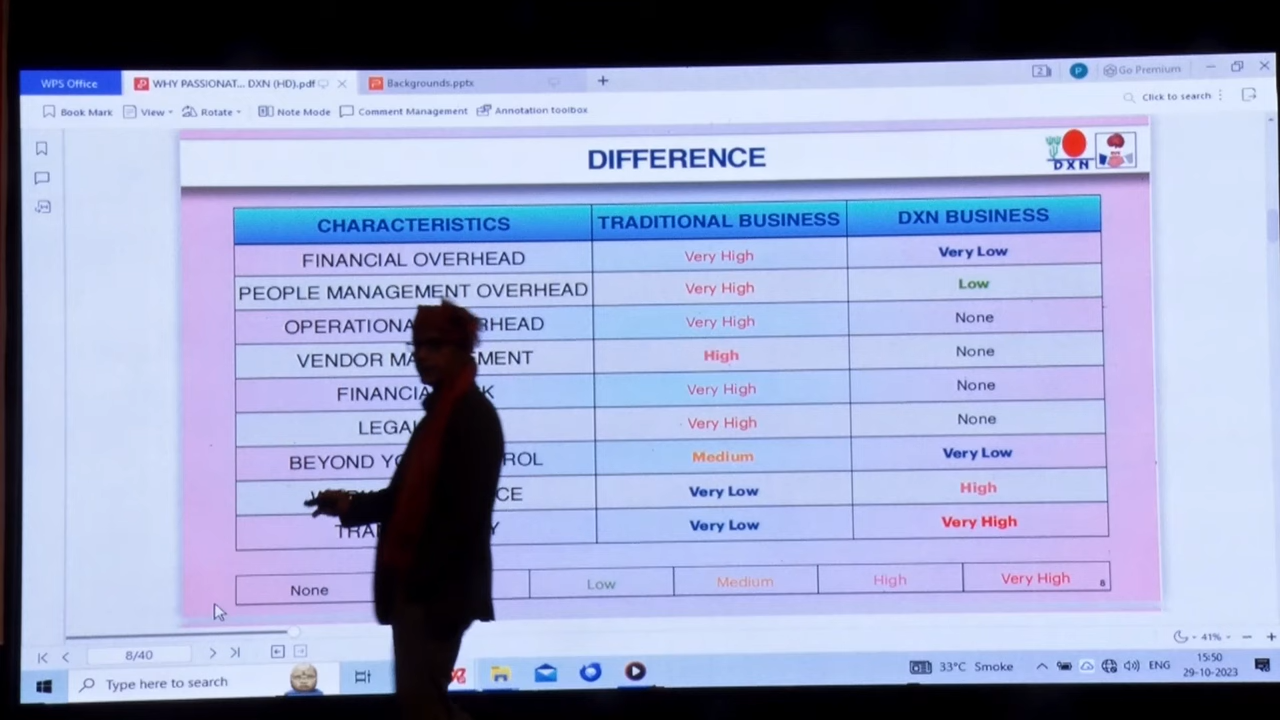 WPS Office WHY PASSIONAT... DXN (HD).pdf Backgrounds.pptx 2 P Go Premium
Book Mark View Rotate Note Mode Comment Management Annotation toolbox Click to search
DIFFERENCE
DXN
CHARACTERISTICS TRADITIONAL BUSINESS DXN BUSINESS
FINANCIAL OVERHEAD Very High Very Low
PEOPLE MANAGEMENT OVERHEAD Very High Low
OPERATIONA RHEAD Very High None
VENDOR MA MENT High None
FINANCIA K Very High None
LEGA Very High None
BEYOND YO ROL Medium Very Low
CE Very Low High
TRA Y Very Low Very High
None Low Medium High Very High 8
8/40 41%
Type here to search 33°C Smoke ENG 15:50
29-10-2023